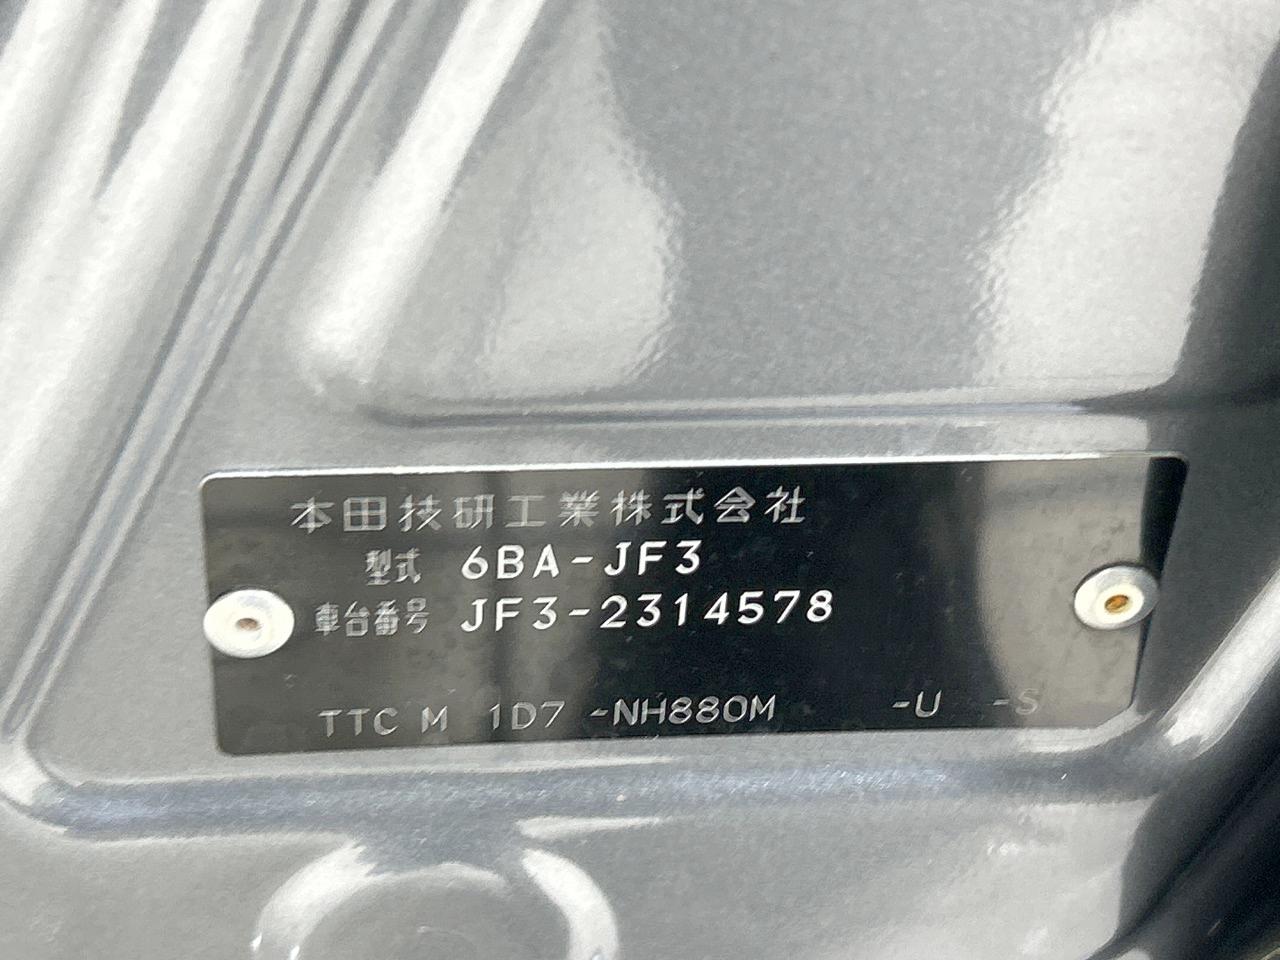 本田技研工業株式会社
型式 6BA-JF3
車台番号 JF3-2314578
TTC M 1D7 -NH880M -U -S